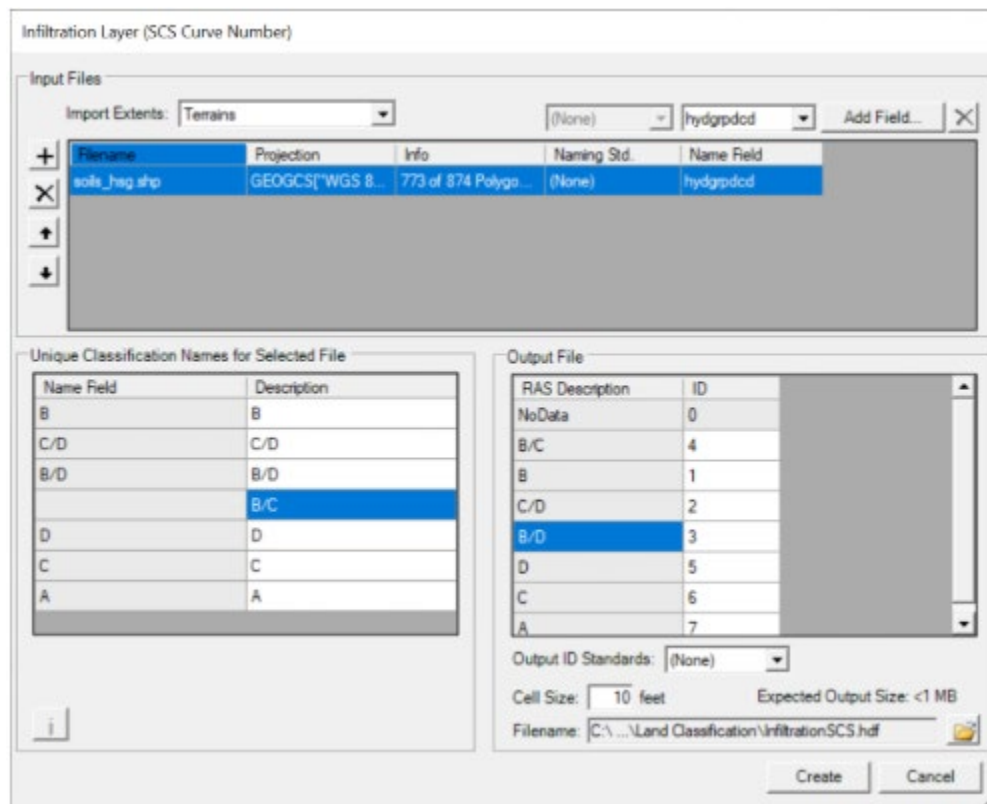 Infiltration Layer (SCS Curve Number)
Input Files
Import Extents: Terrains (None) hydgrpdcd Add Field...
Filename Projection Info Naming Std. Name Field
soils_hsg.shp GEOGCS["WGS 8... 773 of 874 Polygo... (None) hydgrpdcd
Unique Classification Names for Selected File
Name Field Description
B B
C/D C/D
B/D B/D
B/C
D D
C C
A A
i
Output File
RAS Description ID
NoData 0
B/C 4
B 1
C/D 2
B/D 3
D 5
C 6
A 7
Output ID Standards: (None)
Cell Size: 10 feet Expected Output Size: <1 MB
Filename: C:\ ...\Land Classification\InfiltrationSCS.hdf
Create Cancel